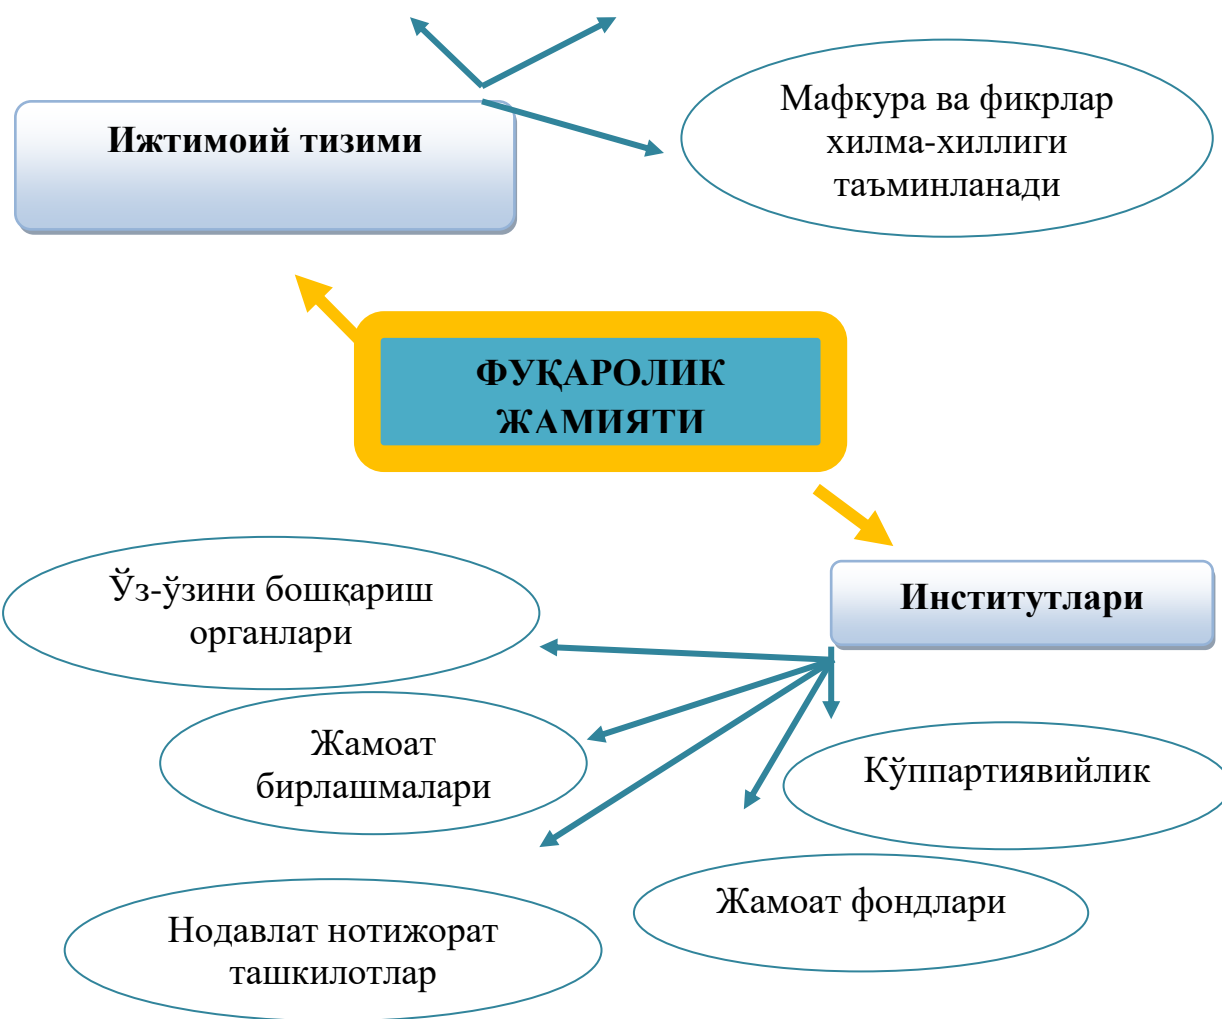 Ижтимоий тизими
Мафкура ва фикрлар
хилма-хиллиги
таъминланади
ФУҚАРОЛИК
ЖАМИЯТИ
Институтлари
Ўз-ўзини бошқариш
органлари
Жамоат
бирлашмалари
Кўппартиявийлик
Жамоат фондлари
Нодавлат нотижорат
ташкилотлар